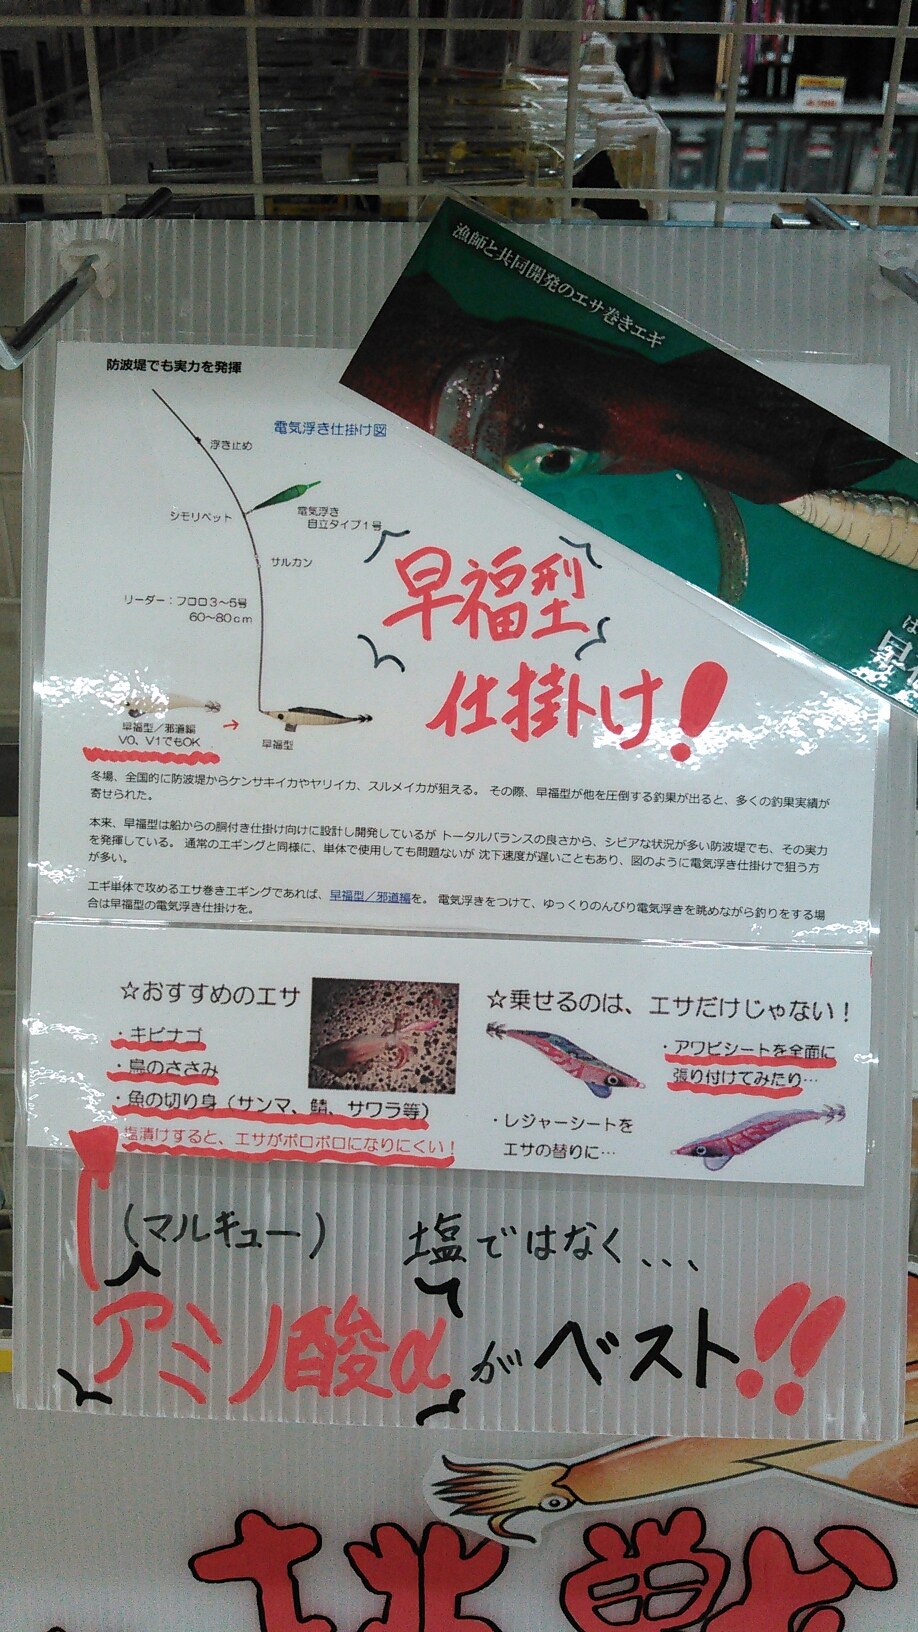 漁師と共同開発のエサ巻きエギ
防波堤でも実力を発揮
電気浮き仕掛け図
浮き止め
シモリペット
電気浮き
自立タイプ1号
サルカン
リーダー:フロロ3～5号
60～80cm
早福型
仕掛け!
早福型／邪道編
V0、V1でもOK
早福型
冬場、全国的に防波堤からケンサキイカやヤリイカ、スルメイカが狙える。 その際、早福型が他を圧倒する釣果が出ると、多くの釣果実績が
寄せられた。
本来、早福型は船からの胴付き仕掛け向けに設計し開発しているが トータルバランスの良さから、シビアな状況が多い防波堤でも、その実力
を発揮している。 通常のエギングと同様に、単体で使用しても問題ないが 沈下速度が遅いこともあり、図のように電気浮き仕掛けで狙う方
が多い。
エギ単体で攻めるエサ巻きエギングであれば、早福型／邪道編を。 電気浮きをつけて、ゆっくりのんびり電気浮きを眺めながら釣りをする場
合は早福型の電気浮き仕掛けを。
☆おすすめのエサ
・キビナゴ
・鳥のささみ
・魚の切り身（サンマ、鯖、サワラ等）
塩漬けすると、エサがボロボロになりにくい！
☆乗せるのは、エサだけじゃない！
・アワビシートを全面に
張り付けてみたり…
・レジャーシートを
エサの替りに…
(マルキュー)
塩ではなく...
アミノ酸αがベスト!!